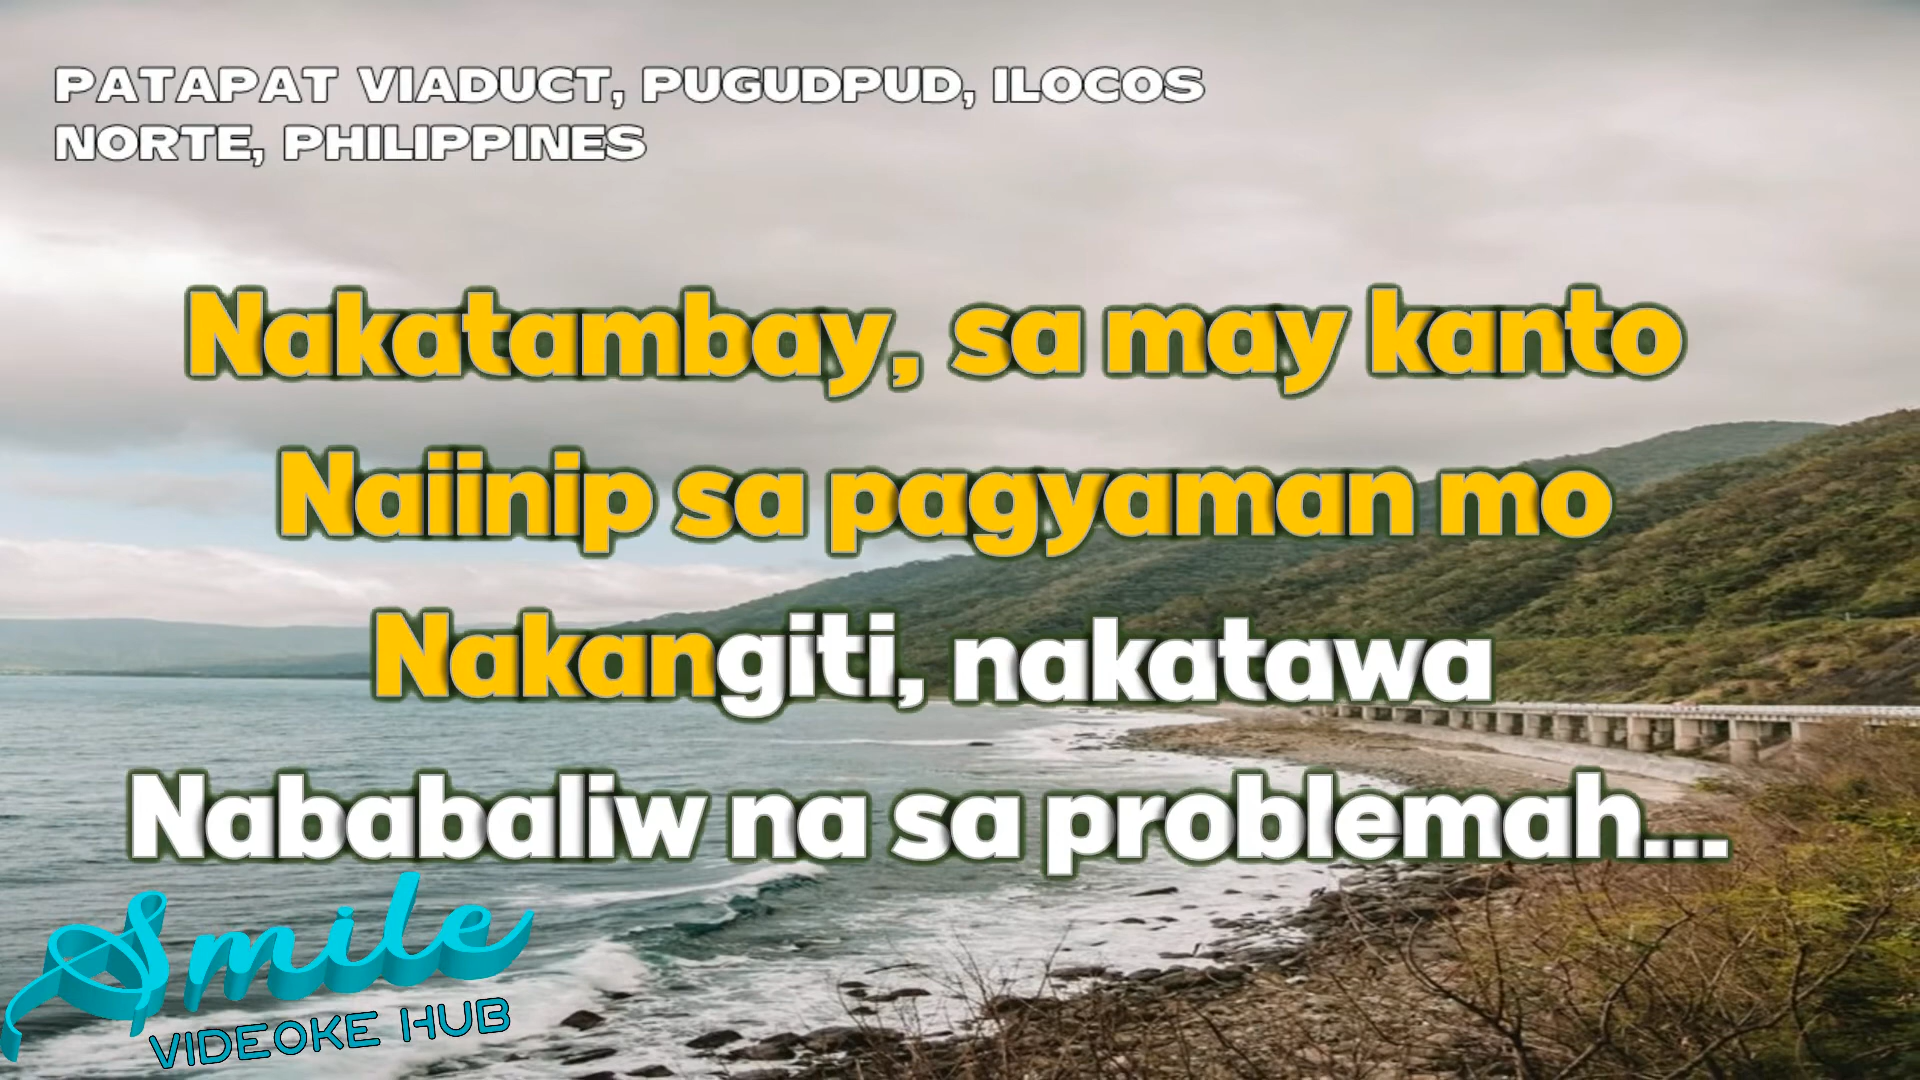 PATAPAT VIADUCT, PUGUDPUD, ILOCOS
NORTE, PHILIPPINES
Nakatambay, sa may kanto
Naiinip sa pagyaman mo
Nakangiti, nakatawa
Nababaliw na sa problemah...
Smile
VIDEOKE HUB